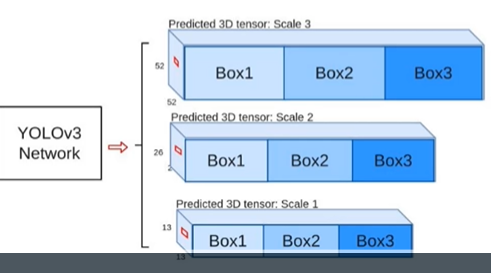 Predicted 3D tensor: Scale 3
52
Box1 Box2 Box3
52
YOLOv3
Network
Predicted 3D tensor: Scale 2
26
Box1 Box2 Box3
Predicted 3D tensor: Scale 1
13
Box1 Box2 Box3
13